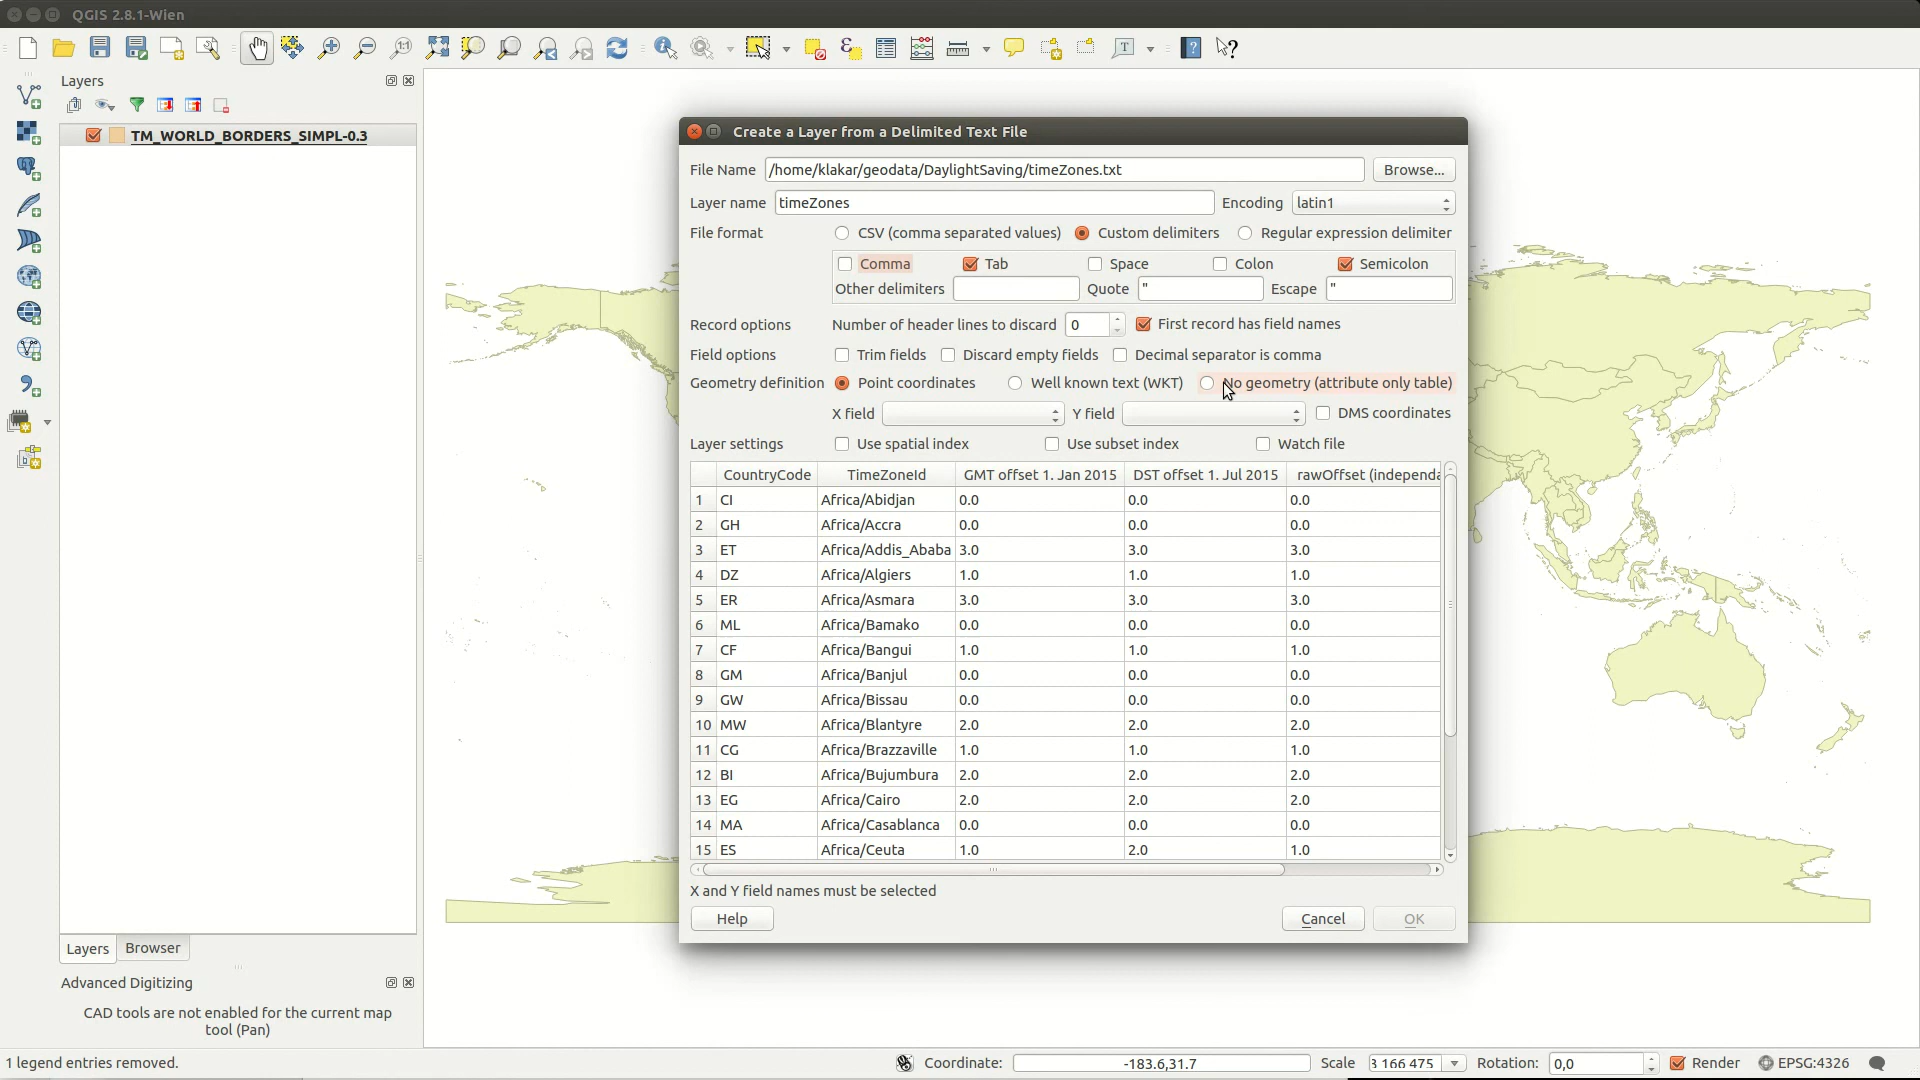 QGIS 2.8.1-Wien
Layers
TM_WORLD_BORDERS_SIMPL-0.3
Create a Layer from a Delimited Text File
File Name /home/klakar/geodata/DaylightSaving/timeZones.txt Browse...
Layer name timeZones Encoding latin1
File format CSV (comma separated values) Custom delimiters Regular expression delimiter
Comma Tab Space Colon Semicolon
Other delimiters Quote " Escape "
Record options Number of header lines to discard 0 First record has field names
Field options Trim fields Discard empty fields Decimal separator is comma
Geometry definition Point coordinates Well known text (WKT) No geometry (attribute only table)
X field Y field DMS coordinates
Layer settings Use spatial index Use subset index Watch file
CountryCode TimeZoneId GMT offset 1. Jan 2015 DST offset 1. Jul 2015 rawOffset (independa
1 CI Africa/Abidjan 0.0 0.0 0.0
2 GH Africa/Accra 0.0 0.0 0.0
3 ET Africa/Addis_Ababa 3.0 3.0 3.0
4 DZ Africa/Algiers 1.0 1.0 1.0
5 ER Africa/Asmara 3.0 3.0 3.0
6 ML Africa/Bamako 0.0 0.0 0.0
7 CF Africa/Bangui 1.0 1.0 1.0
8 GM Africa/Banjul 0.0 0.0 0.0
9 GW Africa/Bissau 0.0 0.0 0.0
10 MW Africa/Blantyre 2.0 2.0 2.0
11 CG Africa/Brazzaville 1.0 1.0 1.0
12 BI Africa/Bujumbura 2.0 2.0 2.0
13 EG Africa/Cairo 2.0 2.0 2.0
14 MA Africa/Casablanca 0.0 0.0 0.0
15 ES Africa/Ceuta 1.0 2.0 1.0
X and Y field names must be selected
Help Cancel OK
Layers Browser
Advanced Digitizing
CAD tools are not enabled for the current map
tool (Pan)
1 legend entries removed. Coordinate: -183.6,31.7 Scale 3 166 475 Rotation: 0,0 Render EPSG:4326